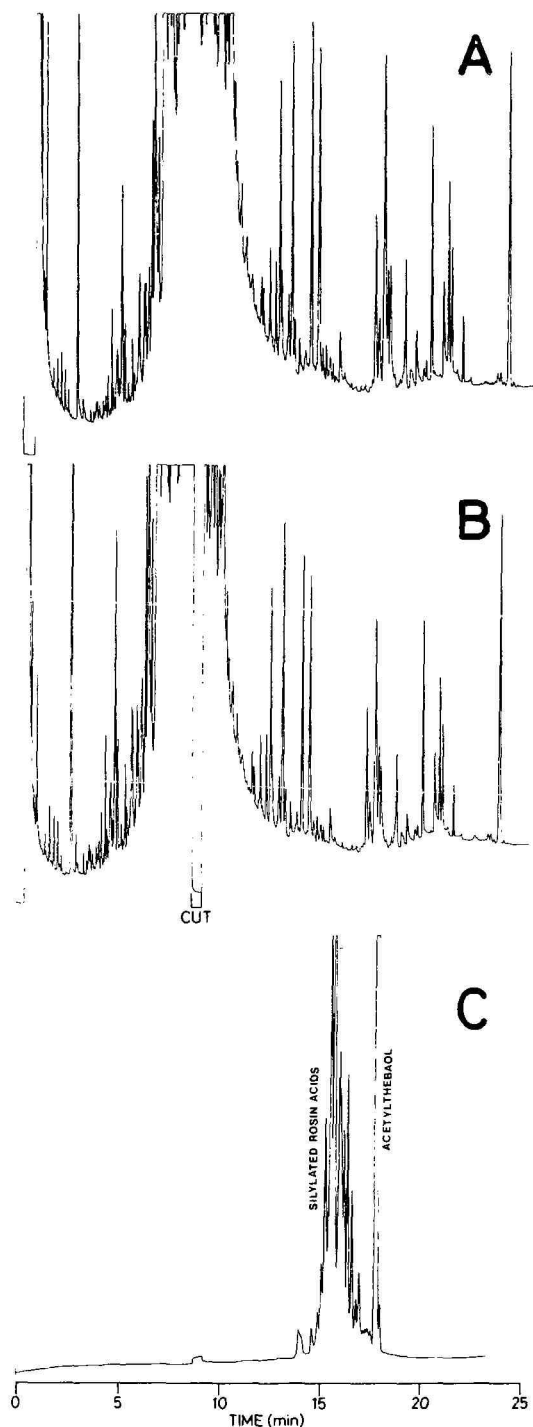 A
B
CUT
C
SILYLATED ROSIN ACIDS
ACETYLTHEBAOL
0 5 10 15 20 25
TIME (min)